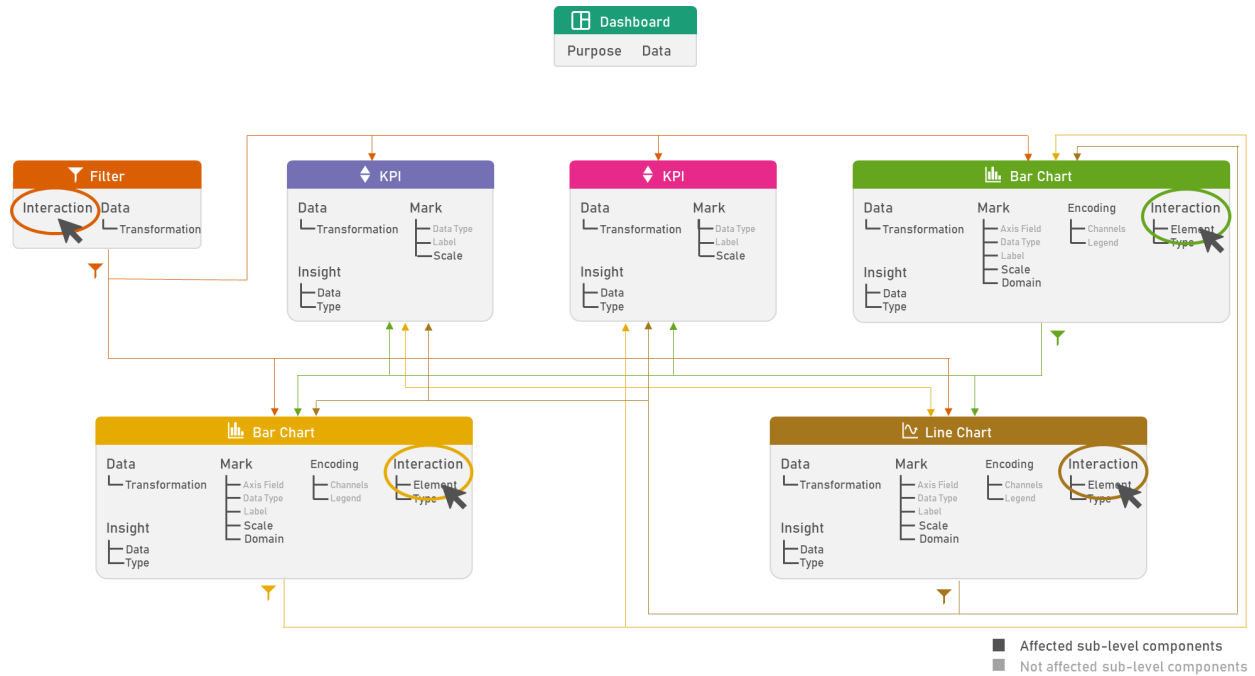 Dashboard
Purpose Data
Filter
Interaction Data
Transformation
KPI
Data Mark
Transformation Data Type
Label
Scale
Insight
Data
Type
KPI
Data Mark
Transformation Data Type
Label
Scale
Insight
Data
Type
Bar Chart
Data Mark Encoding Interaction
Transformation Axis Field Channels Element
Data Type Legend Type
Label
Scale
Domain
Insight
Data
Type
Bar Chart
Data Mark Encoding Interaction
Transformation Axis Field Channels Element
Data Type Legend Type
Label
Scale
Domain
Insight
Data
Type
Line Chart
Data Mark Encoding Interaction
Transformation Axis Field Channels Element
Data Type Legend Type
Label
Scale
Domain
Insight
Data
Type
Affected sub-level components
Not affected sub-level components